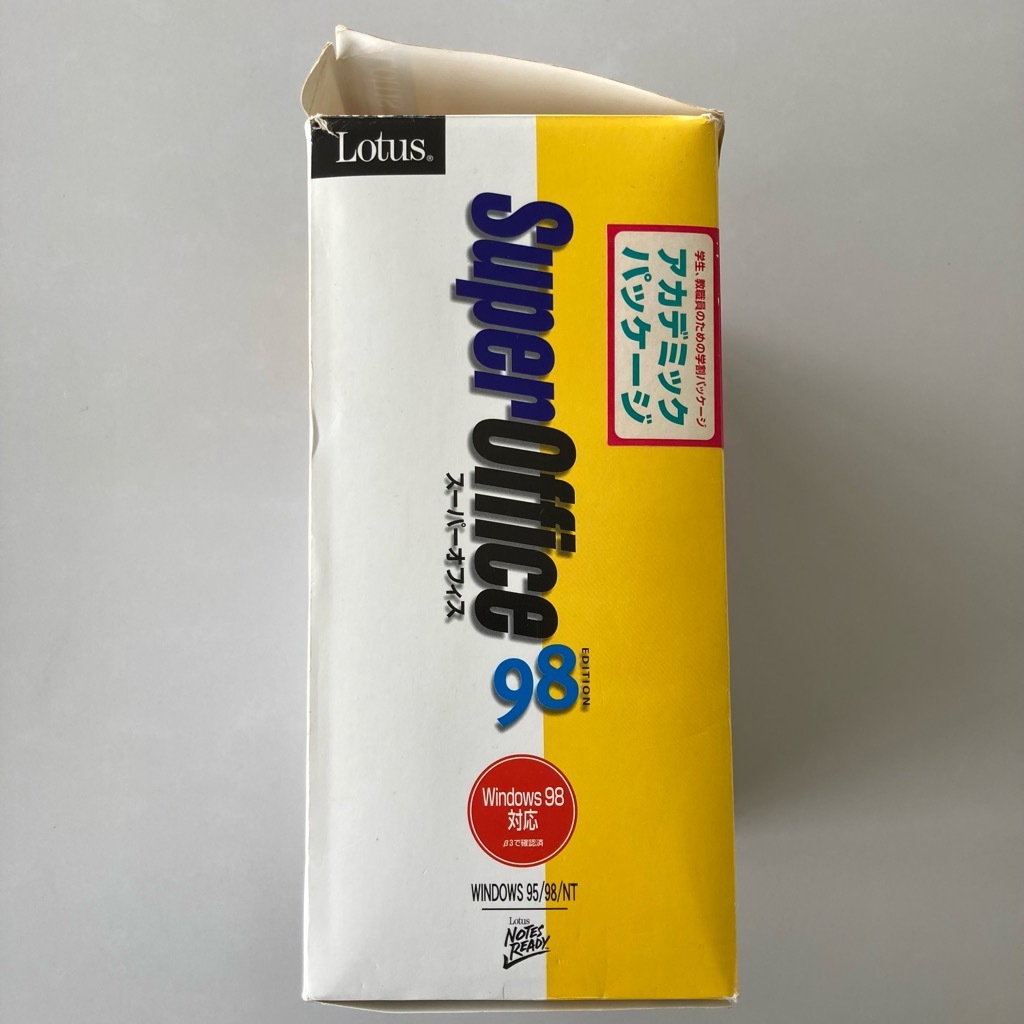 Lotus®
SuperOffice
スーパーオフィス
98
EDITION
学生、教職員のための学割パッケージ
アカデミック
パッケージ
Windows 98
対応
β3で確認済
WINDOWS 95/98/NT
Lotus
NOTES
READY